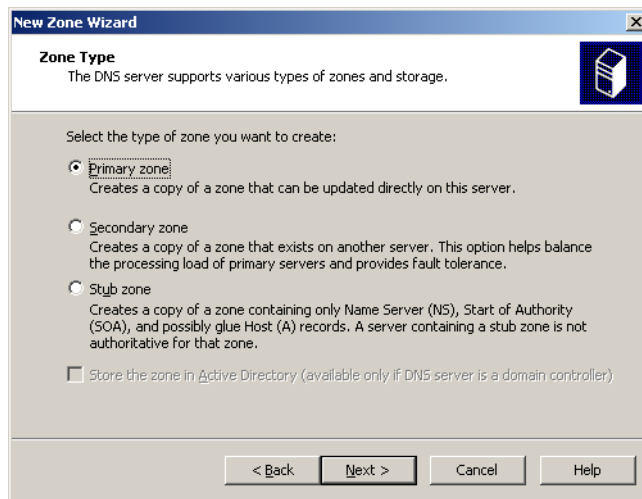 New Zone Wizard
Zone Type
The DNS server supports various types of zones and storage.
Select the type of zone you want to create:
Primary zone
Creates a copy of a zone that can be updated directly on this server.
Secondary zone
Creates a copy of a zone that exists on another server. This option helps balance
the processing load of primary servers and provides fault tolerance.
Stub zone
Creates a copy of a zone containing only Name Server (NS), Start of Authority
(SOA), and possibly glue Host (A) records. A server containing a stub zone is not
authoritative for that zone.
Store the zone in Active Directory (available only if DNS server is a domain controller)
< Back Next > Cancel Help